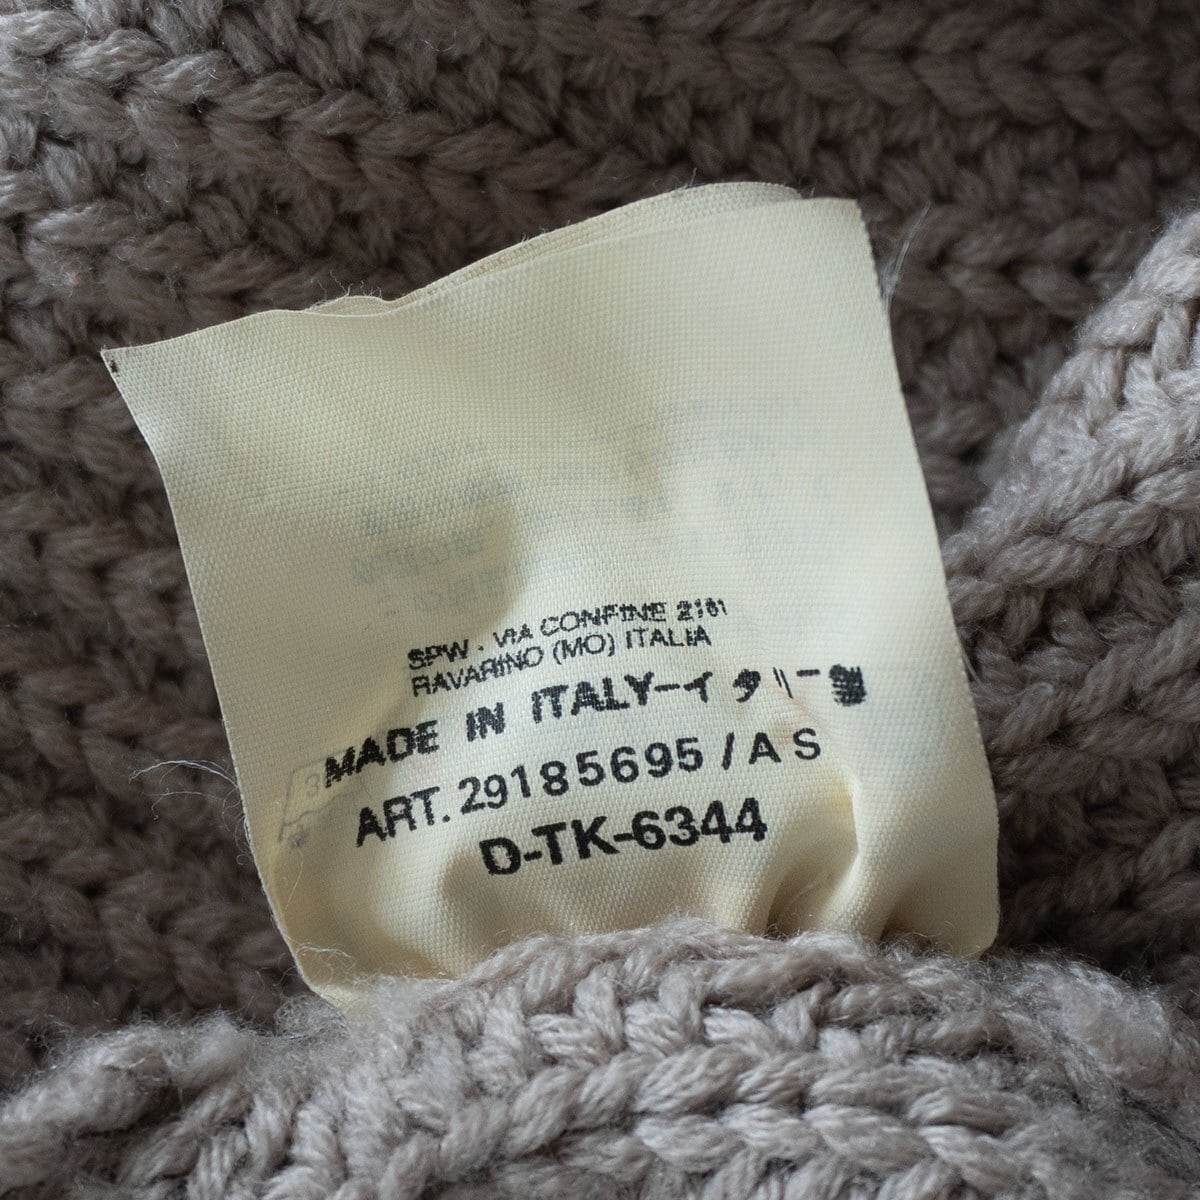 SPW - VIA CONFINE 2161
RAVARINO (MO) ITALIA
MADE IN ITALY-イタリー製
ART. 29185695/AS
D-TK-6344